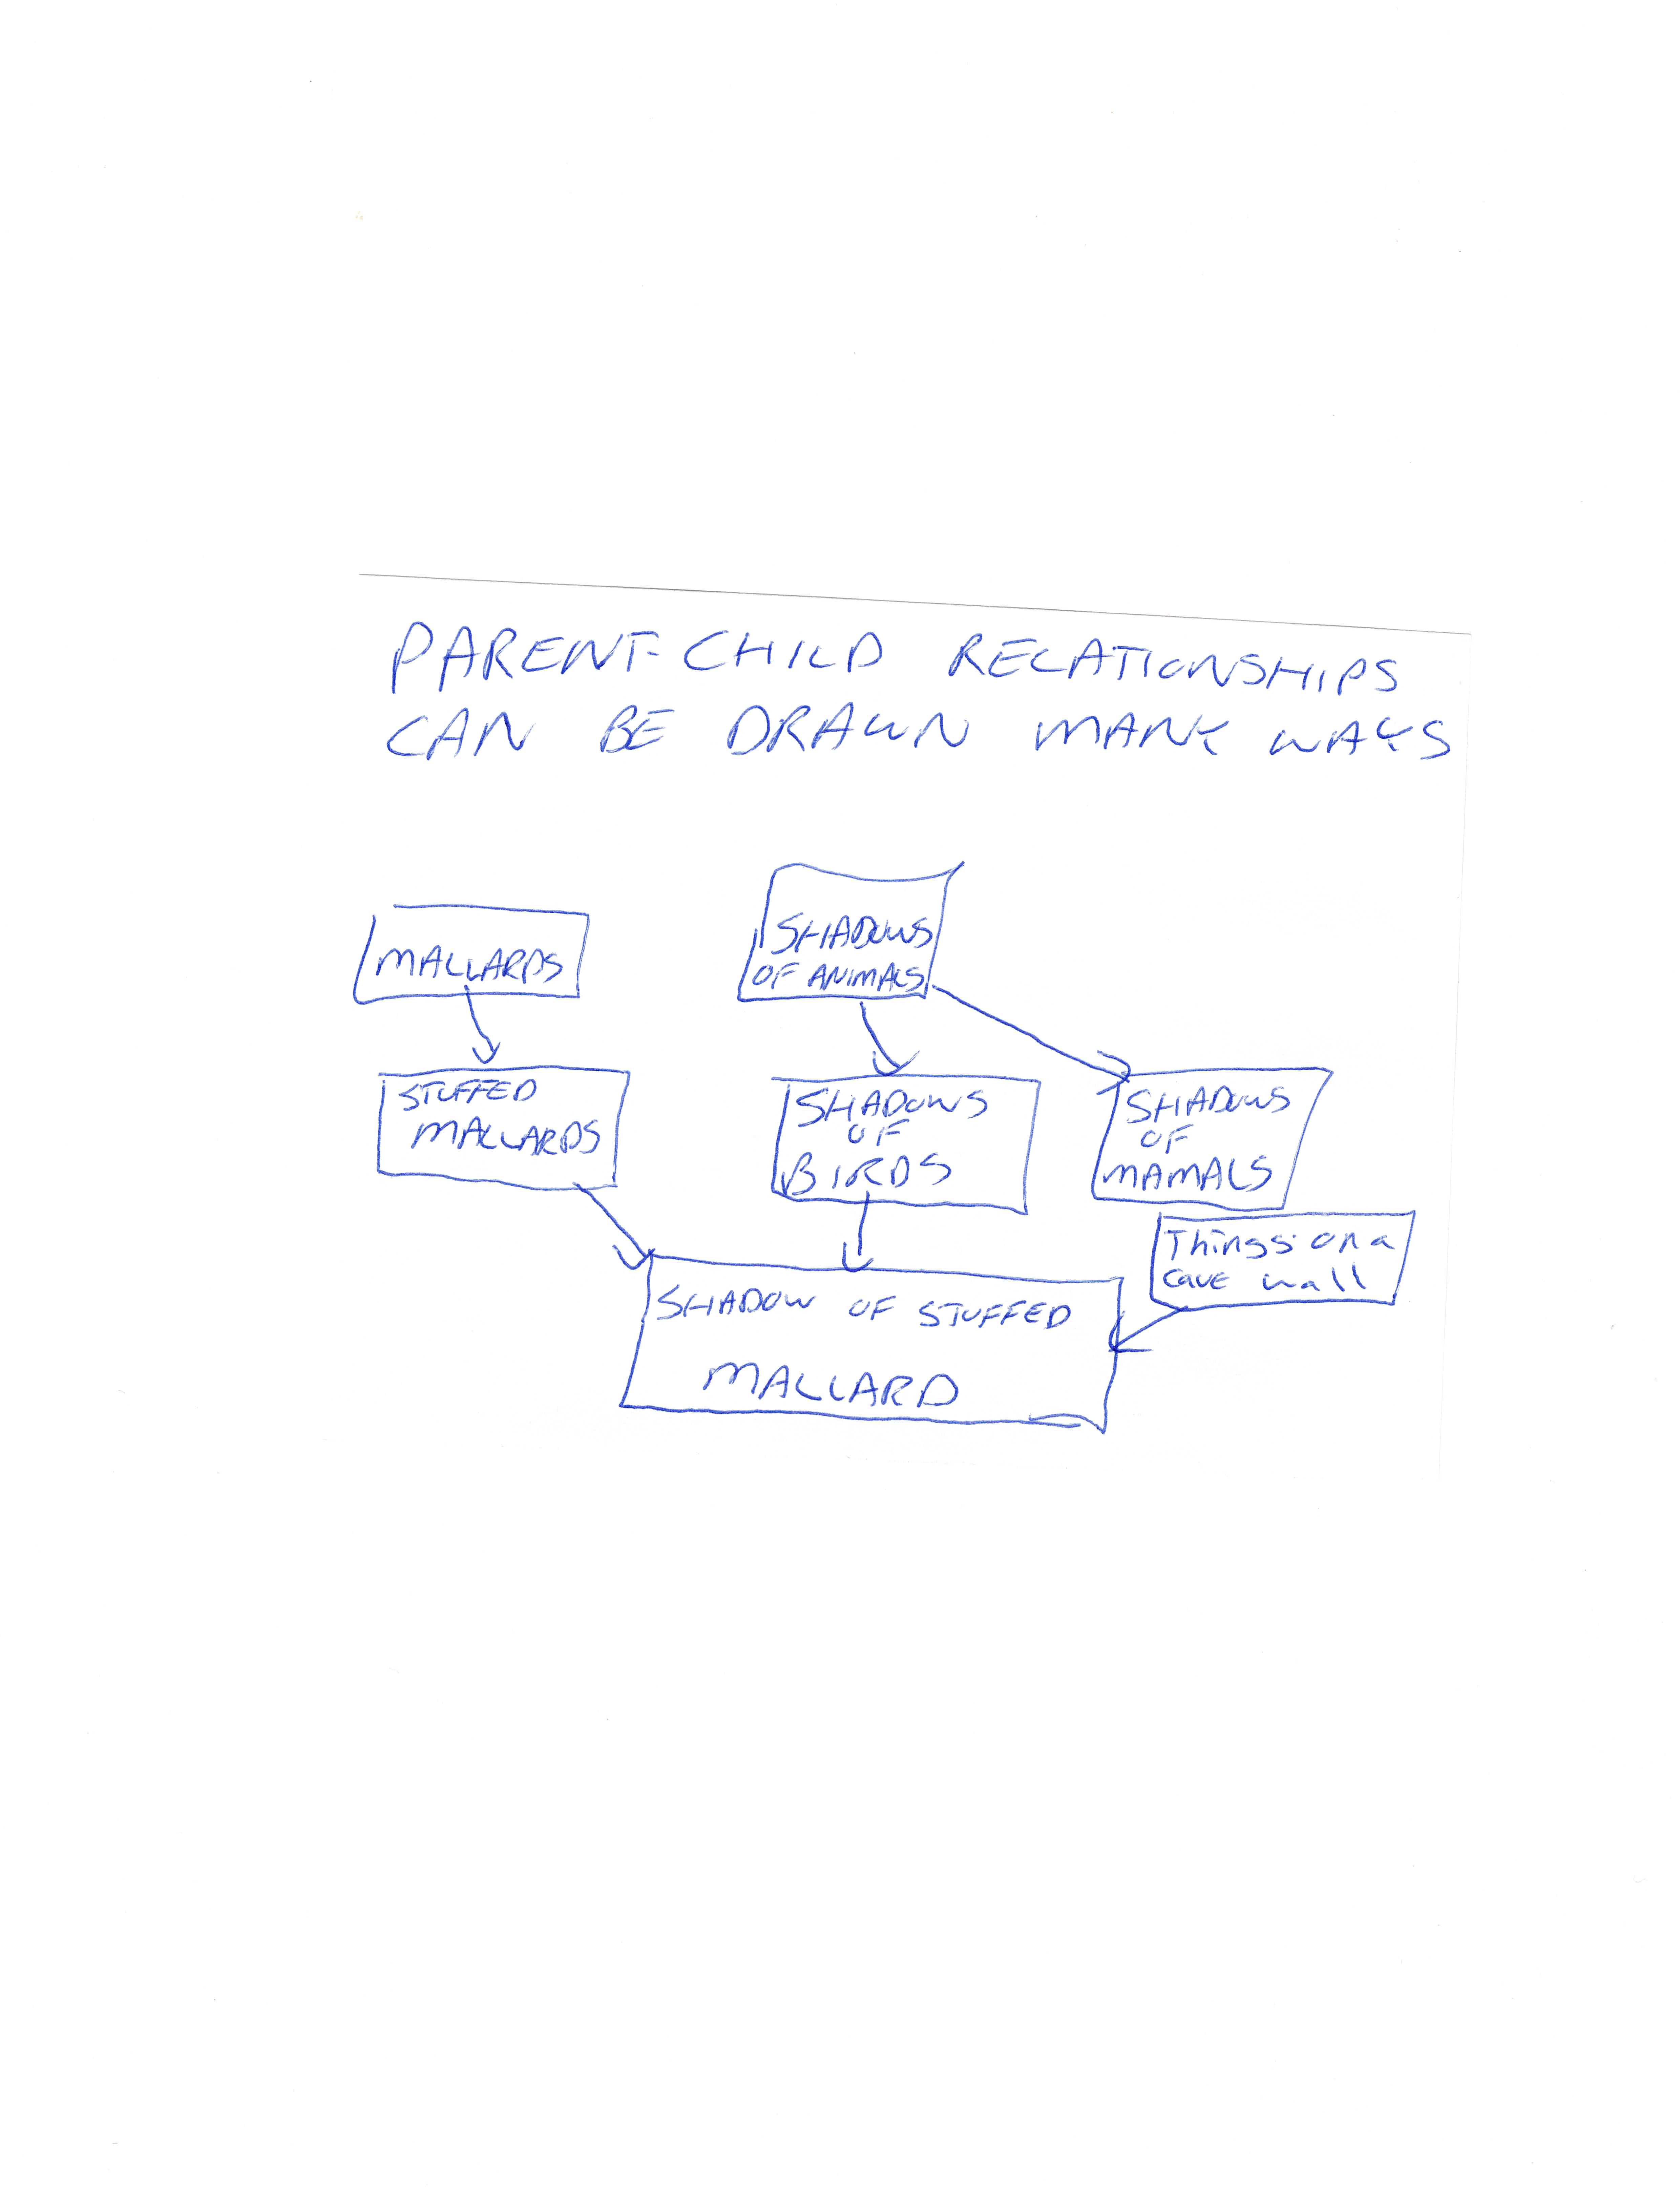 PARENT-CHILD RELATIONSHIPS
CAN BE DRAWN MANY WAYS
MALLARDS
SHADOWS
OF ANIMALS
STUFFED
MALLARDS
SHADOWS
OF
BIRDS
SHADOWS
OF
MAMALS
Things on a
cave wall
SHADOW OF STUFFED
MALLARD